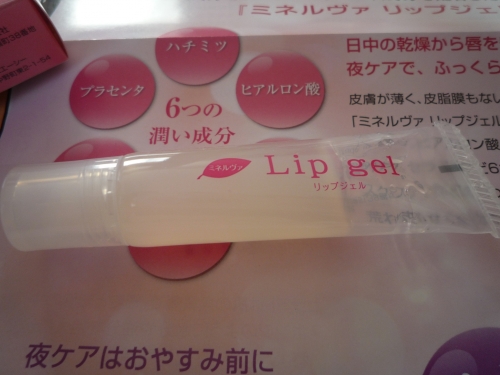 「ミネルヴァ リップジェル
ハチミツ
プラセンタ
ヒアルロン酸
6つの
潤い成分
日中の乾燥から唇を
夜ケアで、ふっくら
皮膚が薄く、皮脂膜もない
「ミネルヴァ リップジェル
ミネルヴァ
Lip gel
リップジェル
夜ケアはおやすみ前に